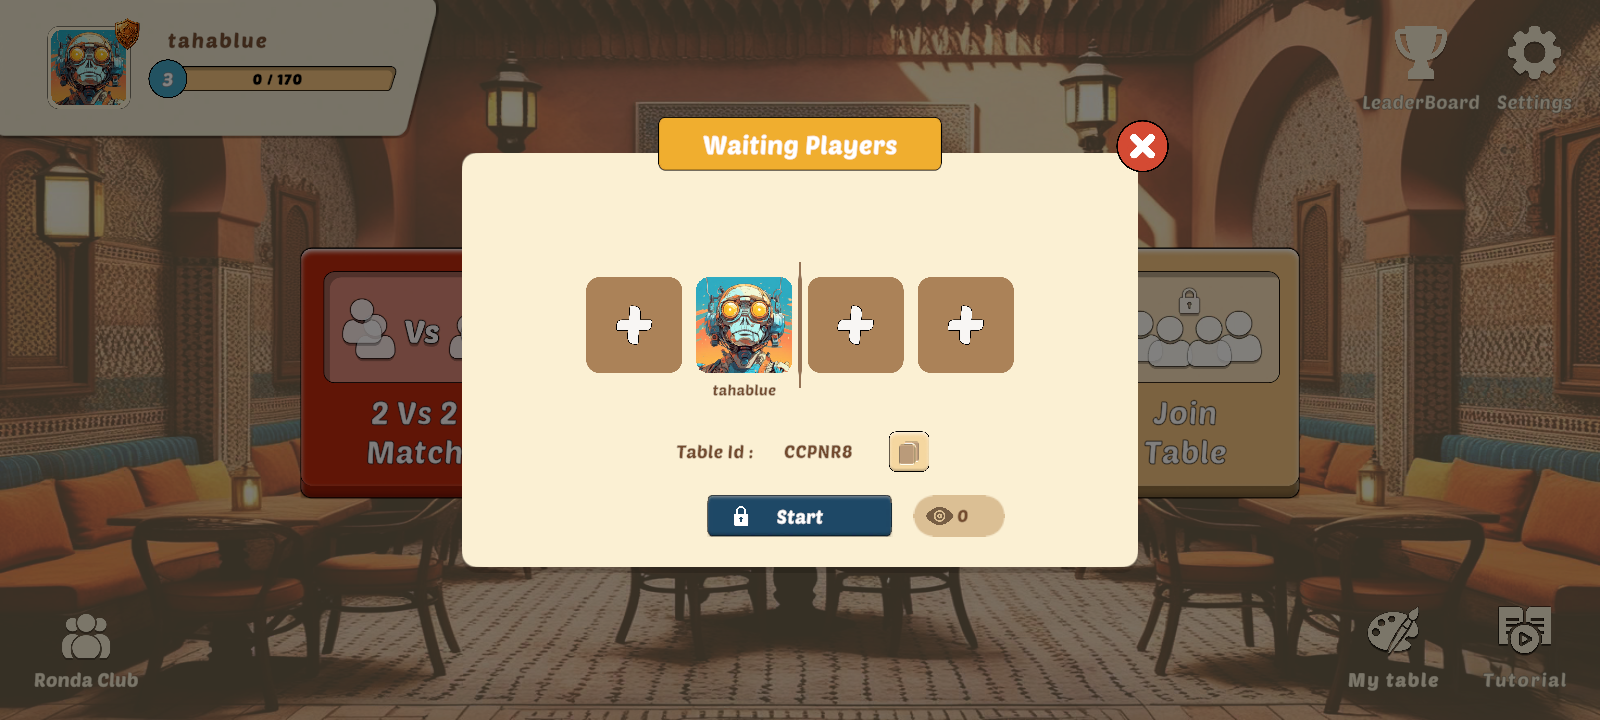 tahablue
3
0 / 170
LeaderBoard
Settings
Waiting Players
Vs
2 Vs 2
Match
Join
Table
tahablue
Table Id : CCPNR8
Start
0
Ronda Club
My table
Tutorial